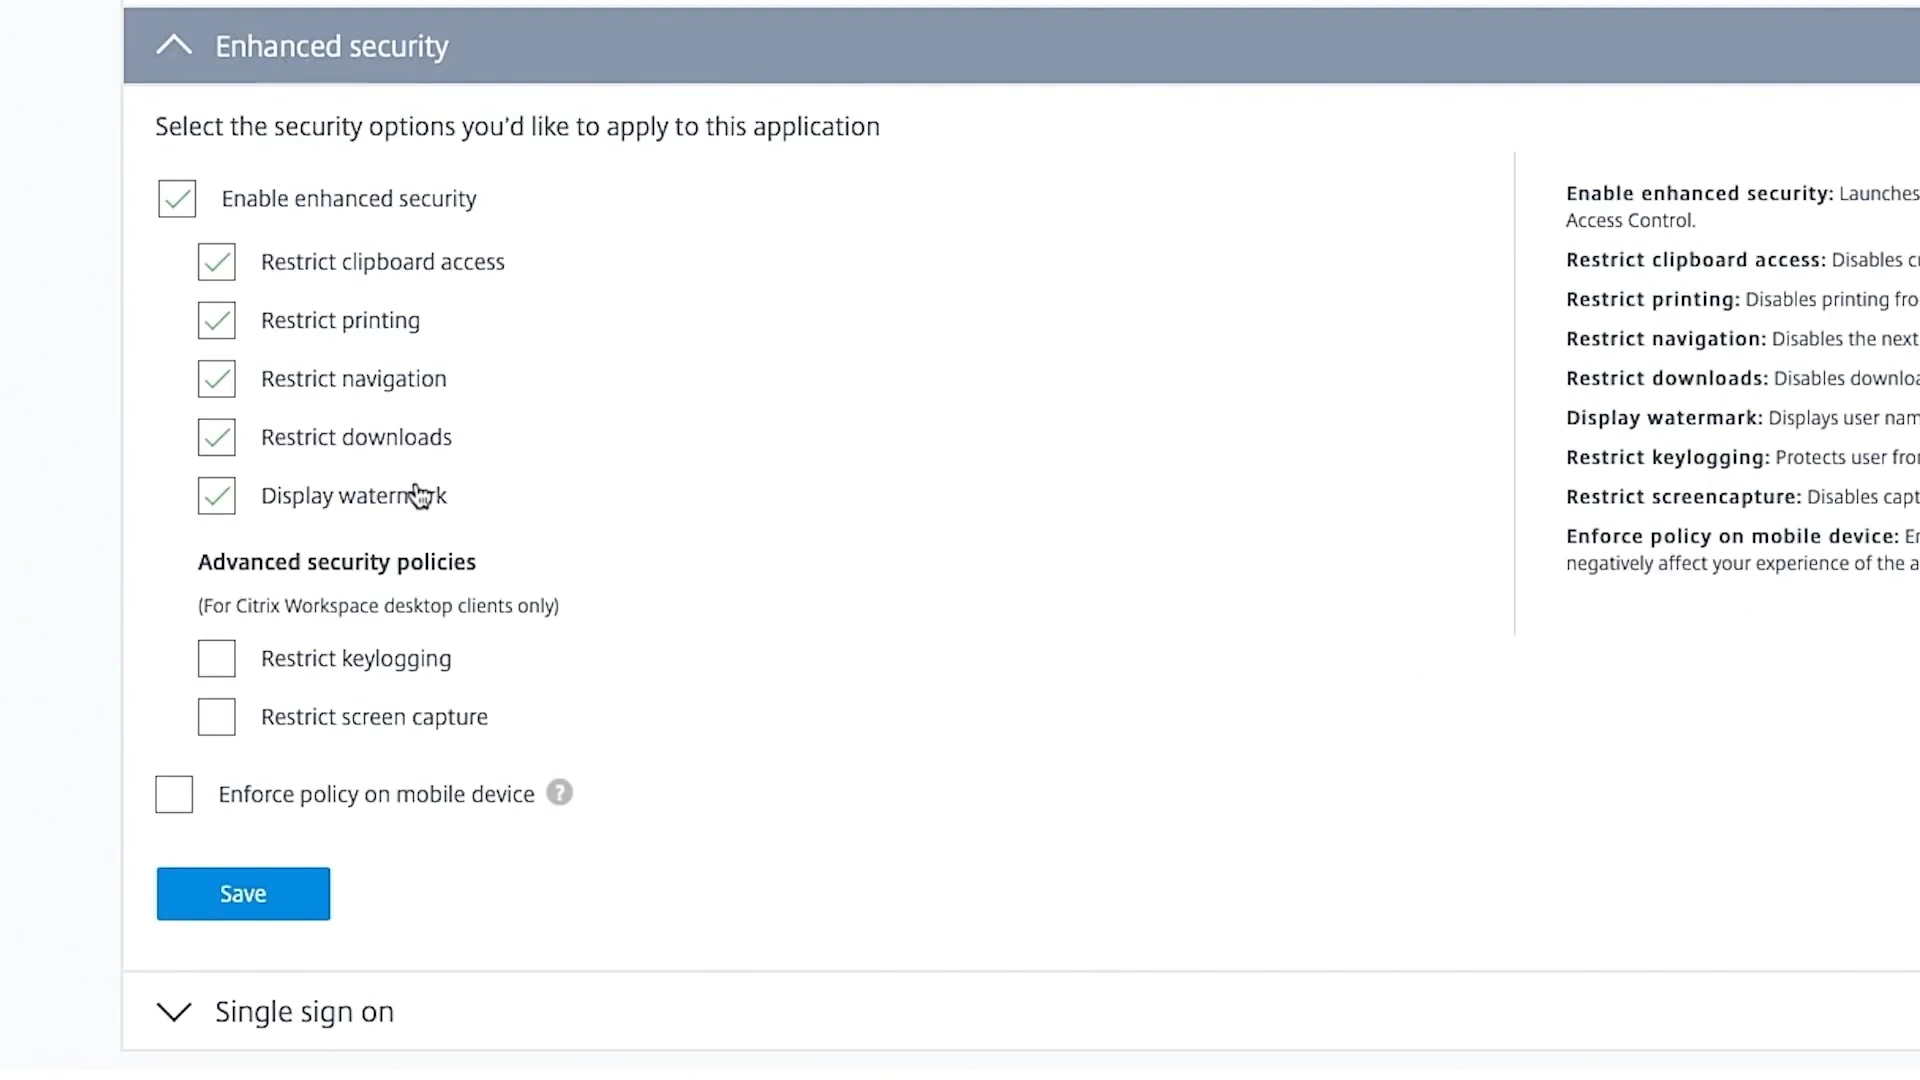 Enhanced security
Select the security options you'd like to apply to this application
Enable enhanced security
Restrict clipboard access
Restrict printing
Restrict navigation
Restrict downloads
Display watermark
Advanced security policies
(For Citrix Workspace desktop clients only)
Restrict keylogging
Restrict screen capture
Enforce policy on mobile device ?
Save
Enable enhanced security: Launches
Access Control.
Restrict clipboard access: Disables
Restrict printing: Disables printing
Restrict navigation: Disables the next
Restrict downloads: Disables
Display watermark: Displays user
Restrict keylogging: Protects user
Restrict screencapture: Disables
Enforce policy on mobile device:
negatively affect your experience of the
Single sign on